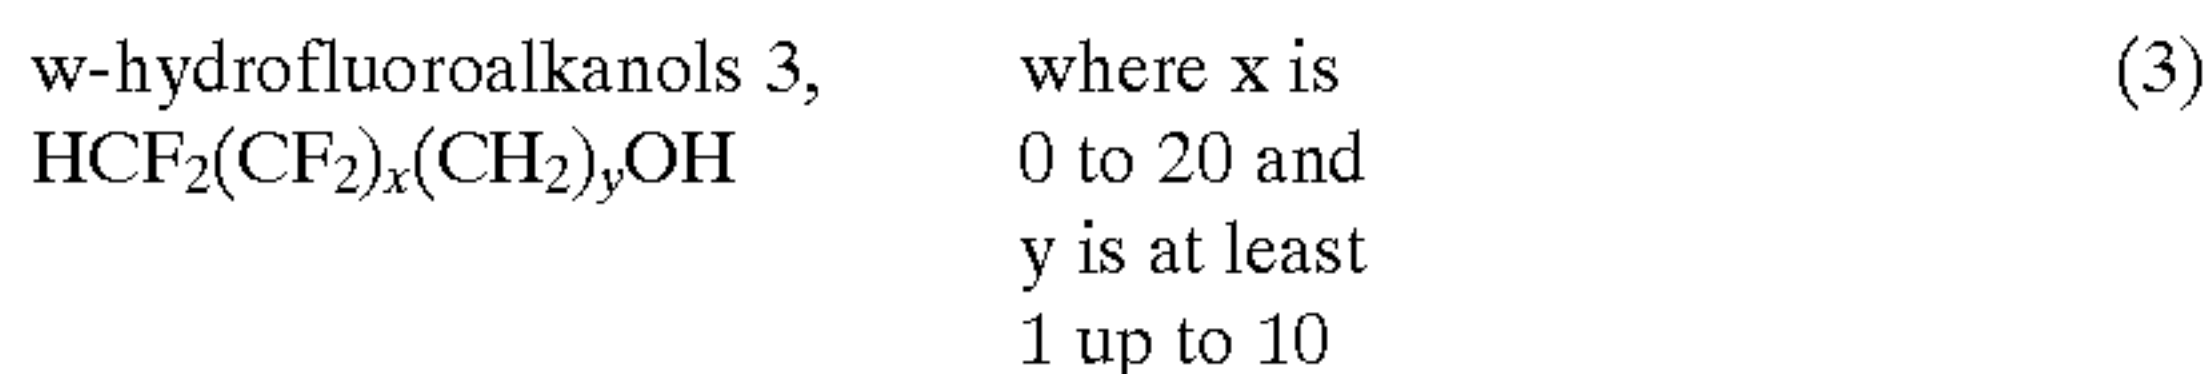 w-hydrofluoroalkanols 3, where x is (3)
HCF₂(CF₂)ₓ(CH₂)ᵧOH 0 to 20 and
y is at least
1 up to 10